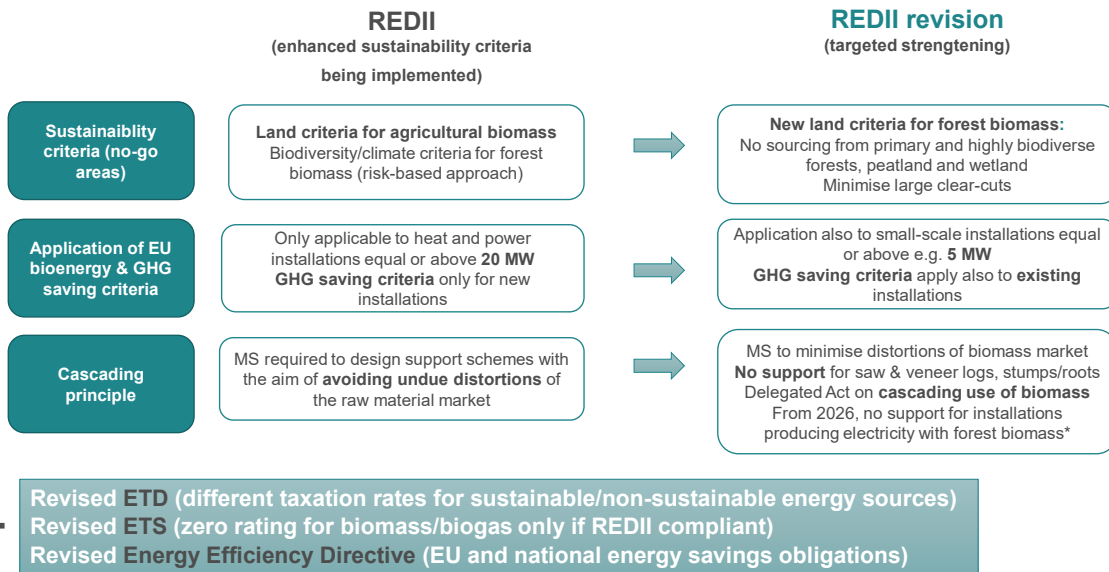 REDII
(enhanced sustainability criteria
being implemented)
REDII revision
(targeted strengtening)
Sustainaiblity
criteria (no-go
areas)
Land criteria for agricultural biomass
Biodiversity/climate criteria for forest
biomass (risk-based approach)
New land criteria for forest biomass:
No sourcing from primary and highly biodiverse
forests, peatland and wetland
Minimise large clear-cuts
Application of EU
bioenergy & GHG
saving criteria
Only applicable to heat and power
installations equal or above 20 MW
GHG saving criteria only for new
installations
Application also to small-scale installations equal
or above e.g. 5 MW
GHG saving criteria apply also to existing
installations
Cascading
principle
MS required to design support schemes with
the aim of avoiding undue distortions of
the raw material market
MS to minimise distortions of biomass market
No support for saw & veneer logs, stumps/roots
Delegated Act on cascading use of biomass
From 2026, no support for installations
producing electricity with forest biomass*
Revised ETD (different taxation rates for sustainable/non-sustainable energy sources)
Revised ETS (zero rating for biomass/biogas only if REDII compliant)
Revised Energy Efficiency Directive (EU and national energy savings obligations)